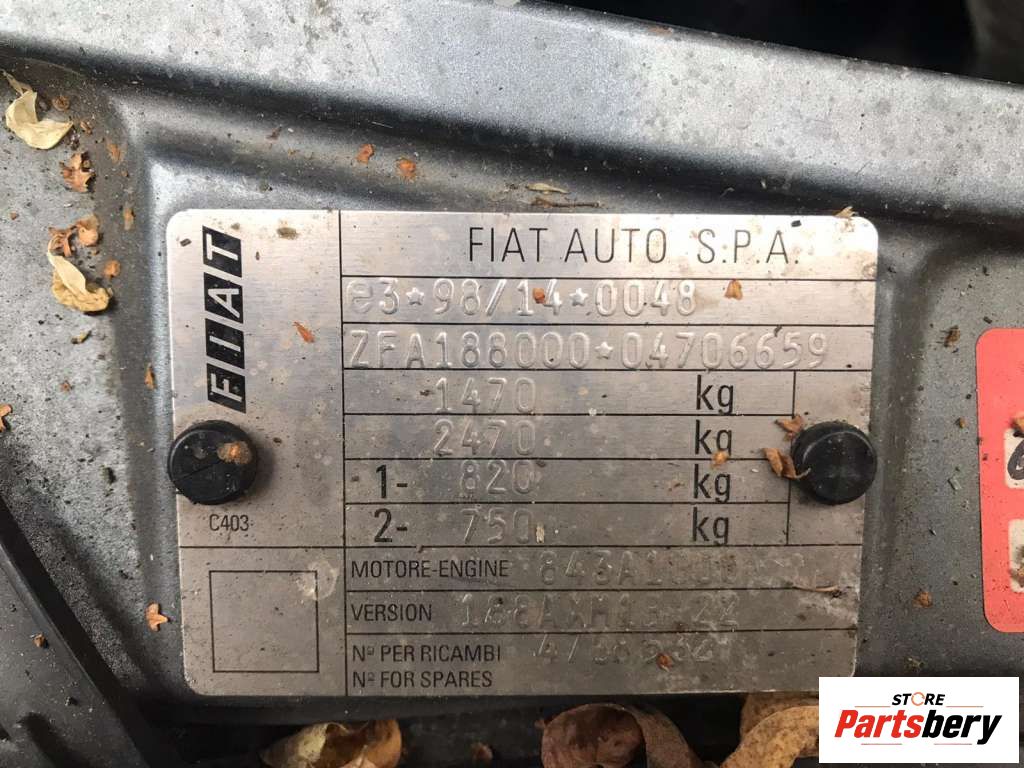 FIAT
FIAT AUTO S.P.A.
e3*98/14*0048
ZFA188000*04706659
1470 kg
2470 kg
1- 820 kg
2- 750 kg
C403
MOTORE-ENGINE
VERSION
Nº PER RICAMBI
Nº FOR SPARES
STORE
Partsbery